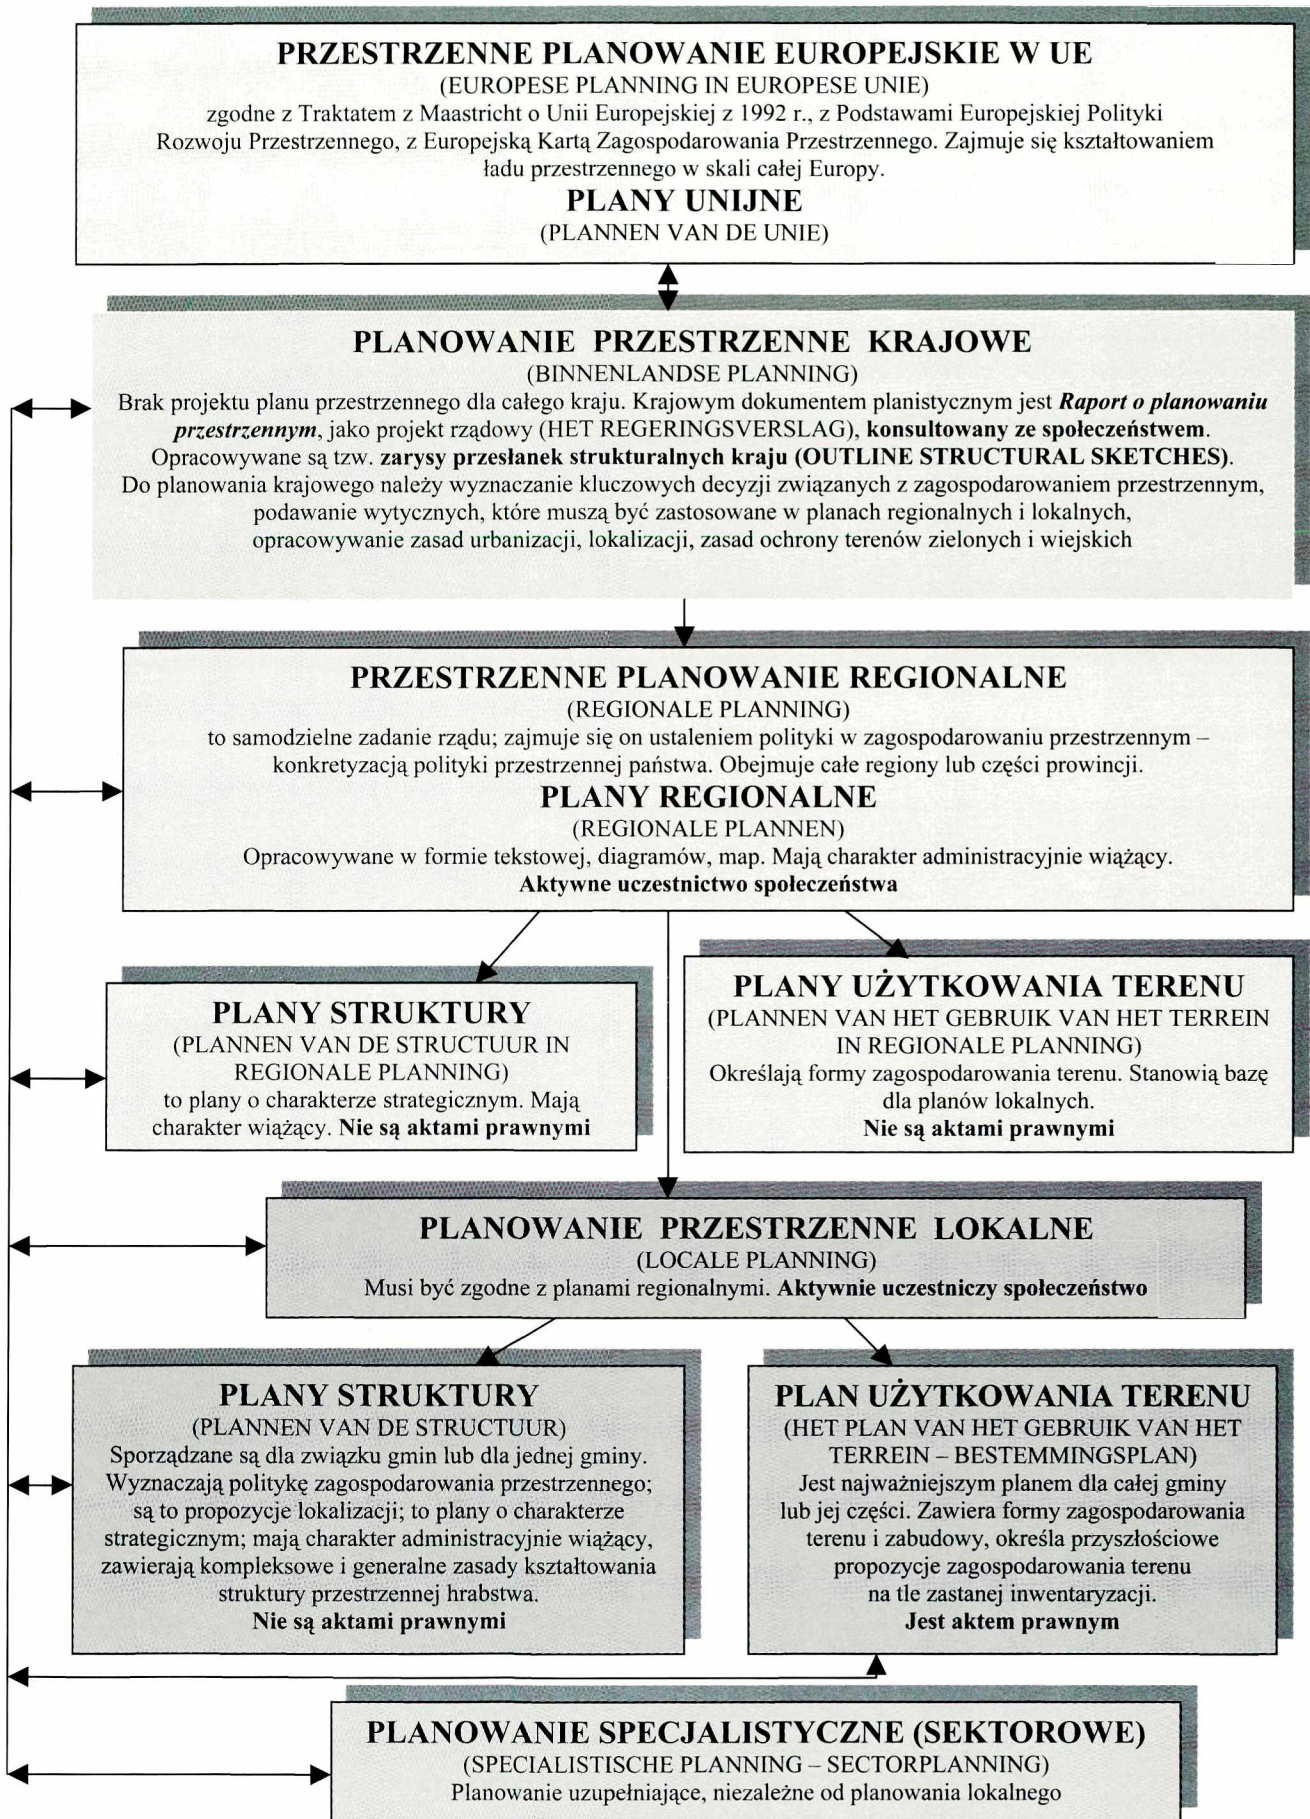 PRZESTRZENNE PLANOWANIE EUROPEJSKIE W UE
(EUROPESE PLANNING IN EUROPESE UNIE)
zgodne z Traktatem z Maastricht o Unii Europejskiej z 1992 r., z Podstawami Europejskiej Polityki
Rozwoju Przestrzennego, z Europejską Kartą Zagospodarowania Przestrzennego. Zajmuje się kształtowaniem
ładu przestrzennego w skali całej Europy.
PLANY UNIJNE
(PLANNEN VAN DE UNIE)
PLANOWANIE PRZESTRZENNE KRAJOWE
(BINNENLANDSE PLANNING)
Brak projektu planu przestrzennego dla całego kraju. Krajowym dokumentem planistycznym jest Raport o planowaniu
przestrzennym, jako projekt rządowy (HET REGERINGSVERSLAG), konsultowany ze społeczeństwem.
Opracowywane są tzw. zarysy przesłanek strukturalnych kraju (OUTLINE STRUCTURAL SKETCHES).
Do planowania krajowego należy wyznaczanie kluczowych decyzji związanych z zagospodarowaniem przestrzennym,
podawanie wytycznych, które muszą być zastosowane w planach regionalnych i lokalnych,
opracowywanie zasad urbanizacji, lokalizacji, zasad ochrony terenów zielonych i wiejskich
PRZESTRZENNE PLANOWANIE REGIONALNE
(REGIONALE PLANNING)
to samodzielne zadanie rządu; zajmuje się on ustaleniem polityki w zagospodarowaniu przestrzennym –
konkretyzacją polityki przestrzennej państwa. Obejmuje całe regiony lub części prowincji.
PLANY REGIONALNE
(REGIONALE PLANNEN)
Opracowywane w formie tekstowej, diagramów, map. Mają charakter administracyjnie wiążący.
Aktywne uczestnictwo społeczeństwa
PLANY STRUKTURY
(PLANNEN VAN DE STRUCTUUR IN
REGIONALE PLANNING)
to plany o charakterze strategicznym. Mają
charakter wiążący. Nie są aktami prawnymi
PLANY UŻYTKOWANIA TERENU
(PLANNEN VAN HET GEBRUIK VAN HET TERREIN
IN REGIONALE PLANNING)
Określają formy zagospodarowania terenu. Stanowią bazę
dla planów lokalnych.
Nie są aktami prawnymi
PLANOWANIE PRZESTRZENNE LOKALNE
(LOCALE PLANNING)
Musi być zgodne z planami regionalnymi. Aktywnie uczestniczy społeczeństwo
PLANY STRUKTURY
(PLANNEN VAN DE STRUCTUUR)
Sporządzane są dla związku gmin lub dla jednej gminy.
Wyznaczają politykę zagospodarowania przestrzennego;
są to propozycje lokalizacji; to plany o charakterze
strategicznym; mają charakter administracyjnie wiążący,
zawierają kompleksowe i generalne zasady kształtowania
struktury przestrzennej hrabstwa.
Nie są aktami prawnymi
PLAN UŻYTKOWANIA TERENU
(HET PLAN VAN HET GEBRUIK VAN HET
TERREIN – BESTEMMINGSPLAN)
Jest najważniejszym planem dla całej gminy
lub jej części. Zawiera formy zagospodarowania
terenu i zabudowy, określa przyszłościowe
propozycje zagospodarowania terenu
na tle zastanej inwentaryzacji.
Jest aktem prawnym
PLANOWANIE SPECJALISTYCZNE (SEKTOROWE)
(SPECIALISTISCHE PLANNING – SECTORPLANNING)
Planowanie uzupełniające, niezależne od planowania lokalnego